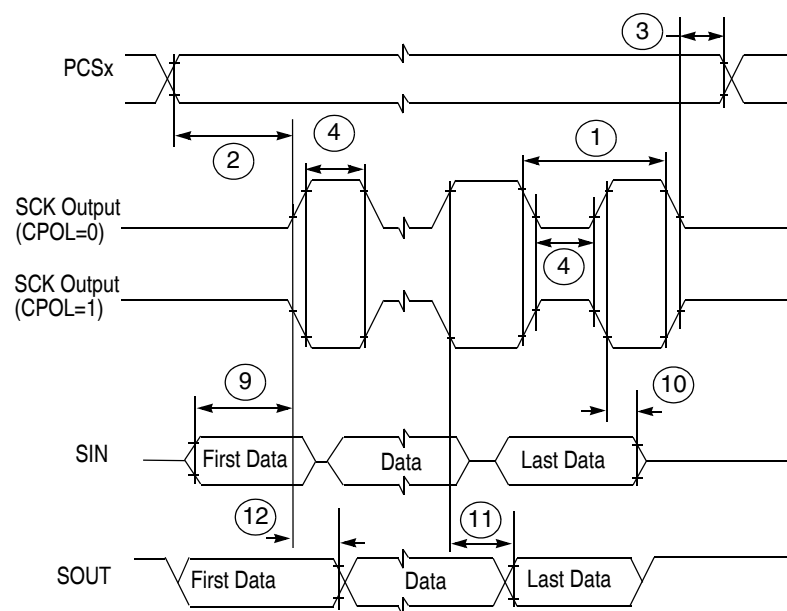 3
PCSx
2
4
1
SCK Output
(CPOL=0)
4
SCK Output
(CPOL=1)
9
10
SIN
First Data
Data
Last Data
12
11
SOUT
First Data
Data
Last Data